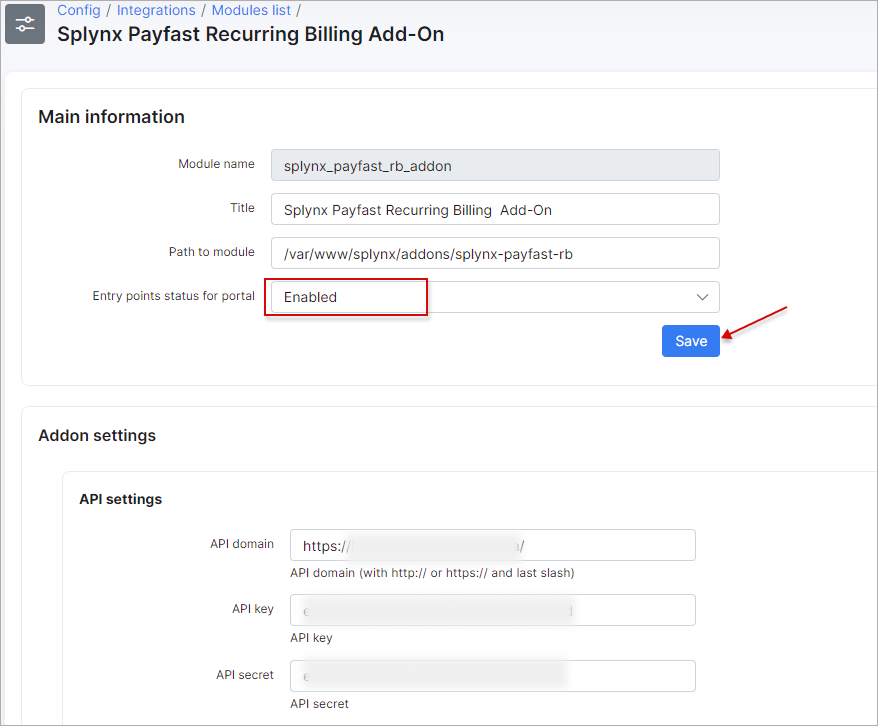 Config / Integrations / Modules list /
Splynx Payfast Recurring Billing Add-On
Main information
Module name splynx_payfast_rb_addon
Title Splynx Payfast Recurring Billing  Add-On
Path to module /var/www/splynx/addons/splynx-payfast-rb
Entry points status for portal Enabled
Save
Addon settings
API settings
API domain https:// /
API domain (with http:// or https:// and last slash)
API key
API key
API secret
API secret